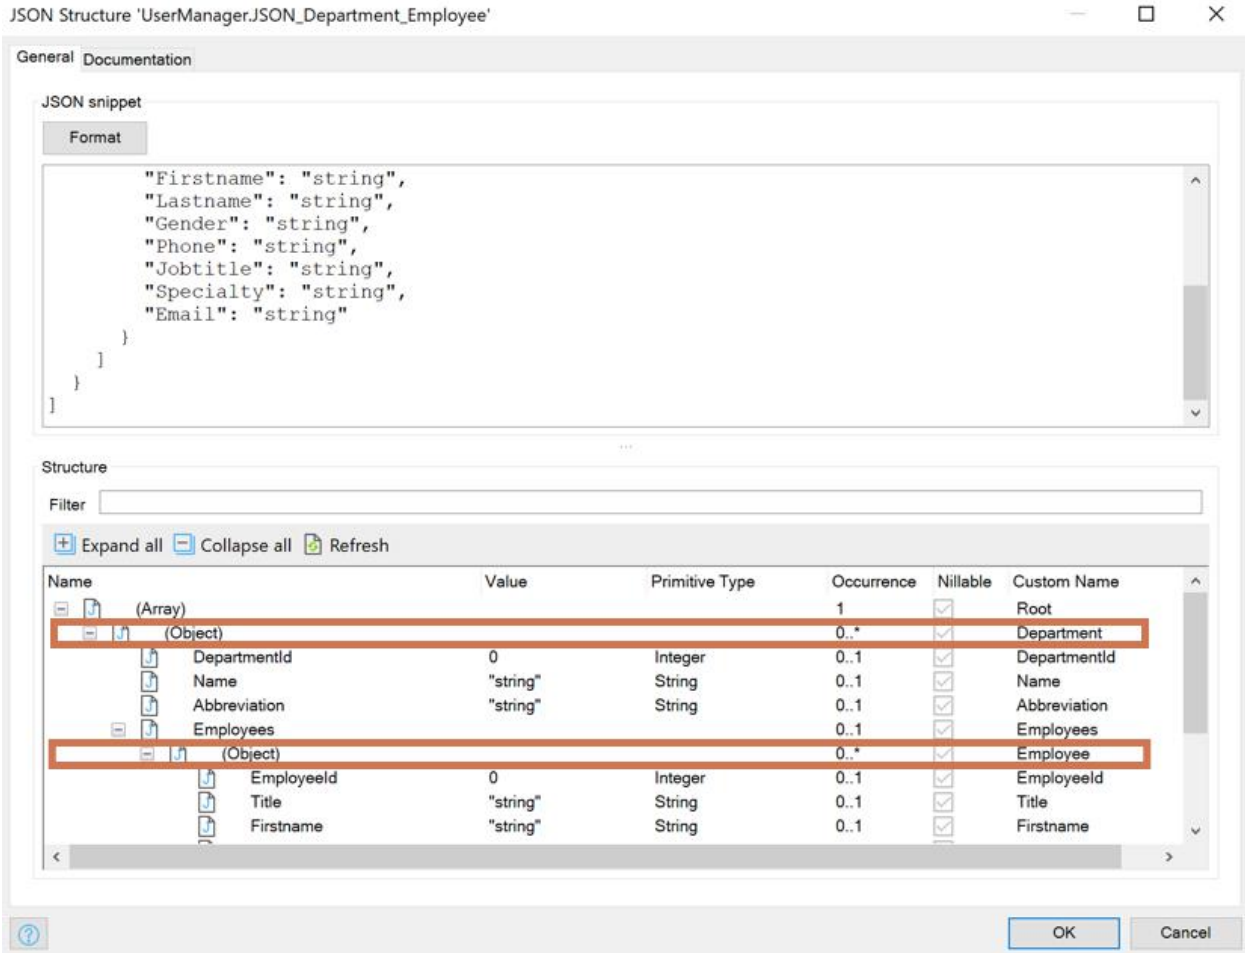 JSON Structure 'UserManager.JSON_Department_Employee'
General Documentation
JSON snippet
Format
"Firstname": "string",
"Lastname": "string",
"Gender": "string",
"Phone": "string",
"Jobtitle": "string",
"Specialty": "string",
"Email": "string"
}
]
}
]
...
Structure
Filter
Expand all Collapse all Refresh
Name Value Primitive Type Occurrence Nillable Custom Name
(Array) 1 Root
(Object) 0..* Department
DepartmentId 0 Integer 0..1 DepartmentId
Name "string" String 0..1 Name
Abbreviation "string" String 0..1 Abbreviation
Employees 0..1 Employees
(Object) 0..* Employee
EmployeeId 0 Integer 0..1 EmployeeId
Title "string" String 0..1 Title
Firstname "string" String 0..1 Firstname
OK Cancel